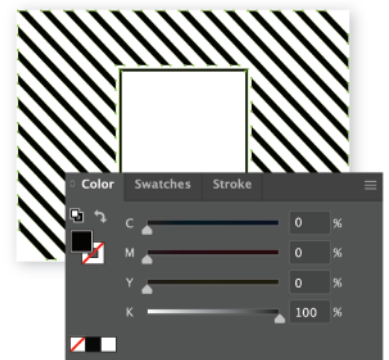 Color Swatches Stroke
C 0 %
M 0 %
Y 0 %
K 100 %